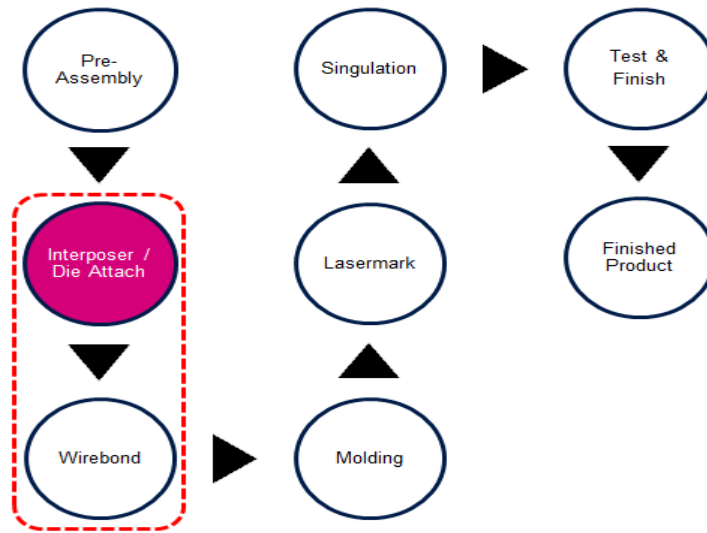 Pre-
Assembly
Interposer /
Die Attach
Wirebond
Molding
Lasermark
Singulation
Test &
Finish
Finished
Product